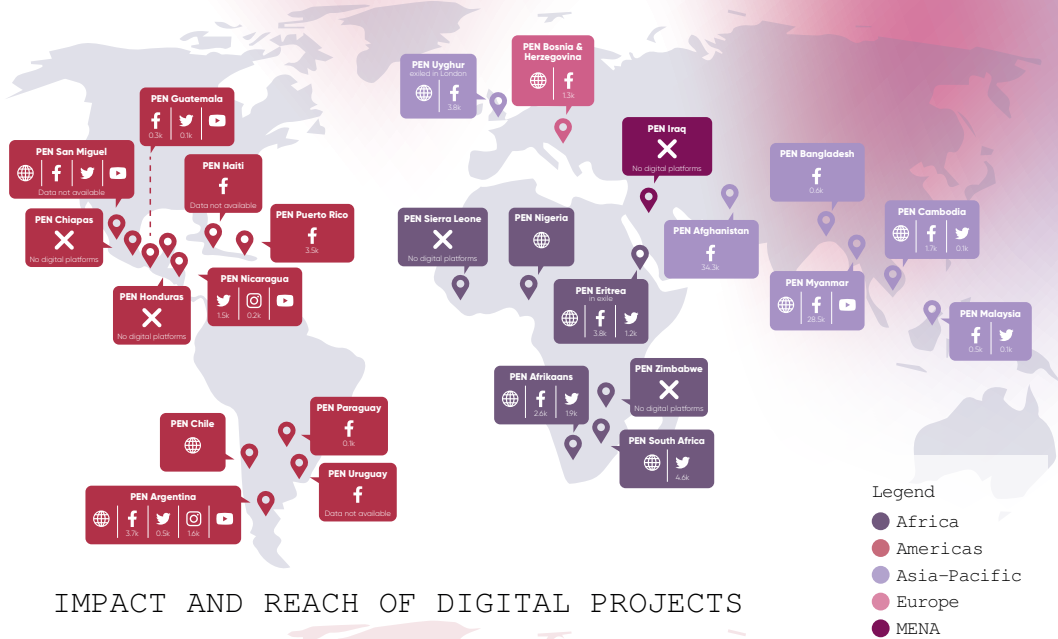 PEN Guatemala
0.3k
0.1k
PEN San Miguel
Data not available
PEN Haiti
Data not available
PEN Chiapas
No digital platforms
PEN Puerto Rico
3.5k
PEN Nicaragua
1.5k
0.2k
PEN Honduras
No digital platforms
PEN Paraguay
0.1k
PEN Chile
PEN Uruguay
Data not available
PEN Argentina
3.7k
0.5k
1.6k
PEN Uyghur
exiled in London
3.8k
PEN Bosnia &
Herzegovina
1.3k
PEN Iraq
No digital platforms
PEN Sierra Leone
No digital platforms
PEN Nigeria
PEN Eritrea
in exile
3.8k
1.2k
PEN Afrikaans
2.6k
1.9k
PEN Zimbabwe
No digital platforms
PEN South Africa
4.6k
PEN Bangladesh
0.6k
PEN Afghanistan
34.3k
PEN Cambodia
1.7k
0.1k
PEN Myanmar
28.5k
PEN Malaysia
0.5k
0.1k
Legend
Africa
Americas
Asia-Pacific
Europe
MENA
IMPACT AND REACH OF DIGITAL PROJECTS